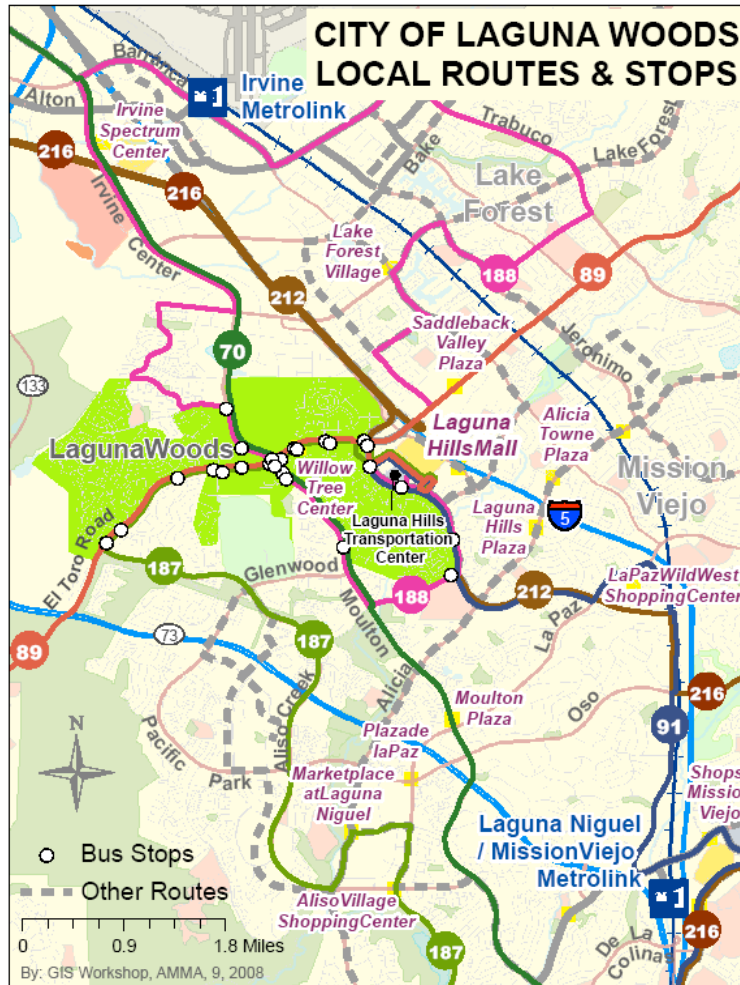 CITY OF LAGUNA WOODS
LOCAL ROUTES & STOPS
Barranca
Irvine
Metrolink
Alton
Irvine
Spectrum
Center
Trabuco
Bake
LakeForest
216
216
Lake
Forest
Irvine
Center
Lake
Forest
Village
188
89
212
Saddleback
Valley
Plaza
Jeronimo
70
133
Laguna
HillsMall
Alicia
Towne
Plaza
LagunaWoods
Willow
Tree
Center
Mission
Viejo
Laguna Hills
Transportation
Center
Laguna
Hills
Plaza
5
El Toro Road
187
Glenwood
188
212
LaPazWildWest
ShoppingCenter
La Paz
Moulton
73
187
89
Aliso Creek
Alicia
216
Moulton
Plaza
Oso
91
N
Pacific
Park
Plazade
laPaz
Marketplace
atLaguna
Niguel
Shops
Mission
Viejo
Laguna Niguel
/ MissionViejo
Metrolink
Bus Stops
Other Routes
AlisoVillage
ShoppingCenter
216
De La
Colinas
187
0 0.9 1.8 Miles
By: GIS Workshop, AMMA, 9, 2008